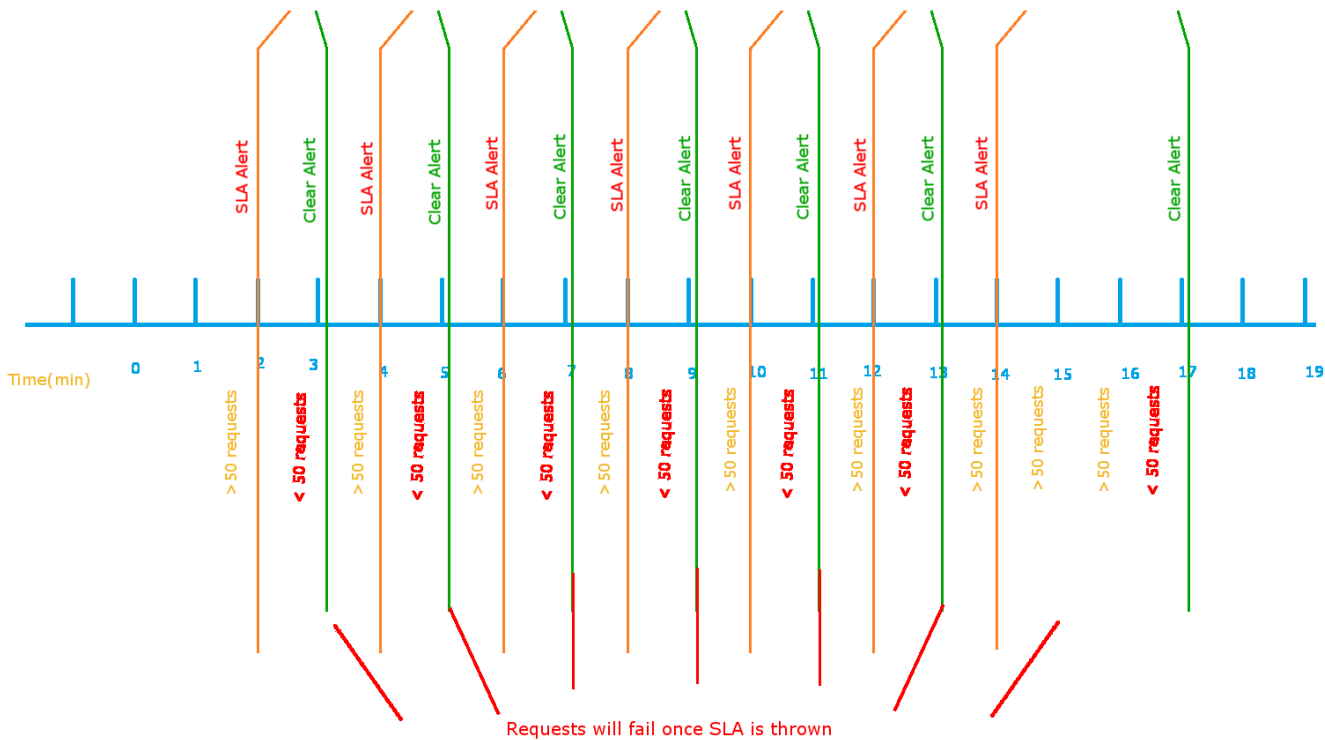 SLA Alert
Clear Alert
SLA Alert
Clear Alert
SLA Alert
Clear Alert
SLA Alert
Clear Alert
SLA Alert
Clear Alert
SLA Alert
Clear Alert
SLA Alert
Clear Alert
Time(min)
0 1 2 3 4 5 6 7 8 9 10 11 12 13 14 15 16 17 18 19
> 50 requests
< 50 requests
> 50 requests
< 50 requests
> 50 requests
< 50 requests
> 50 requests
< 50 requests
> 50 requests
< 50 requests
> 50 requests
< 50 requests
> 50 requests
> 50 requests
> 50 requests
< 50 requests
Requests will fail once SLA is thrown